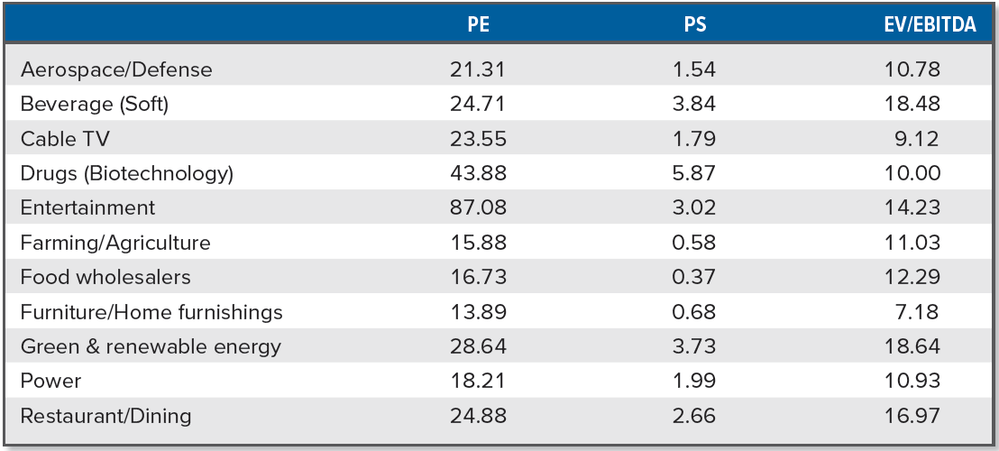 PE PS EV/EBITDA
Aerospace/Defense 21.31 1.54 10.78
Beverage (Soft) 24.71 3.84 18.48
Cable TV 23.55 1.79 9.12
Drugs (Biotechnology) 43.88 5.87 10.00
Entertainment 87.08 3.02 14.23
Farming/Agriculture 15.88 0.58 11.03
Food wholesalers 16.73 0.37 12.29
Furniture/Home furnishings 13.89 0.68 7.18
Green & renewable energy 28.64 3.73 18.64
Power 18.21 1.99 10.93
Restaurant/Dining 24.88 2.66 16.97